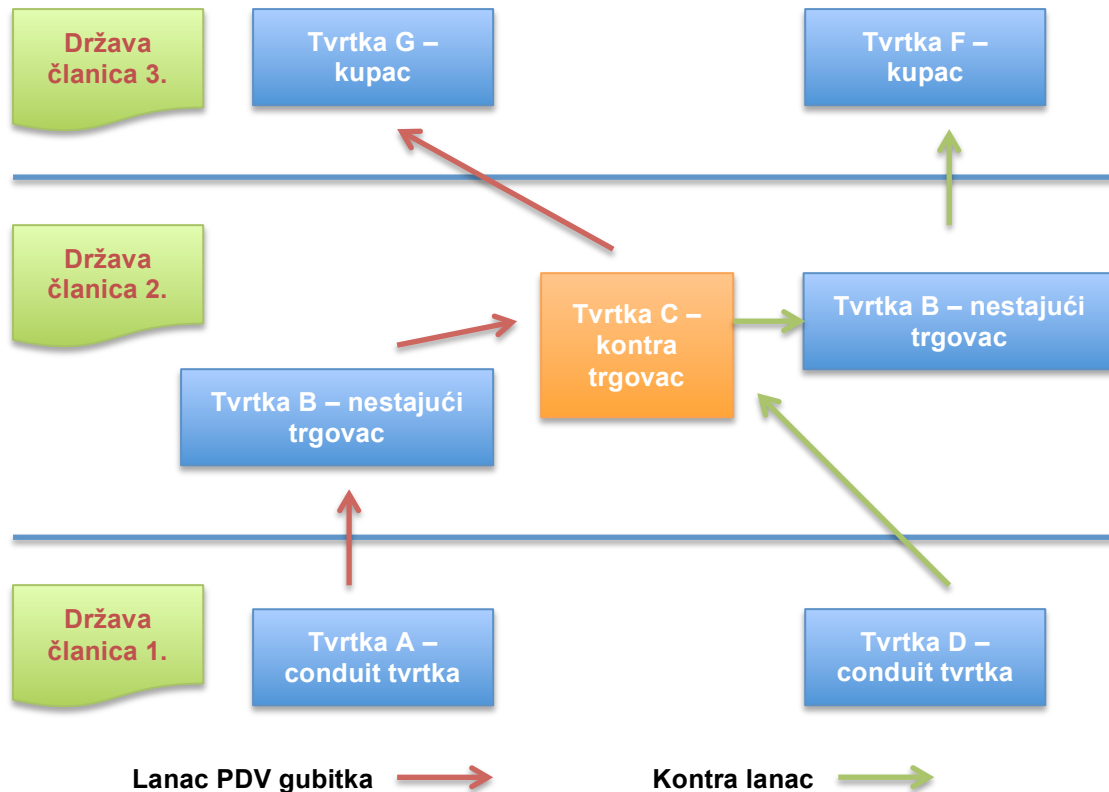 Država
članica 3.
Tvrtka G –
kupac
Tvrtka F –
kupac
Država
članica 2.
Tvrtka C –
kontra
trgovac
Tvrtka B – nestajući
trgovac
Tvrtka B – nestajući
trgovac
Država
članica 1.
Tvrtka A –
conduit tvrtka
Tvrtka D –
conduit tvrtka
Lanac PDV gubitka
Kontra lanac